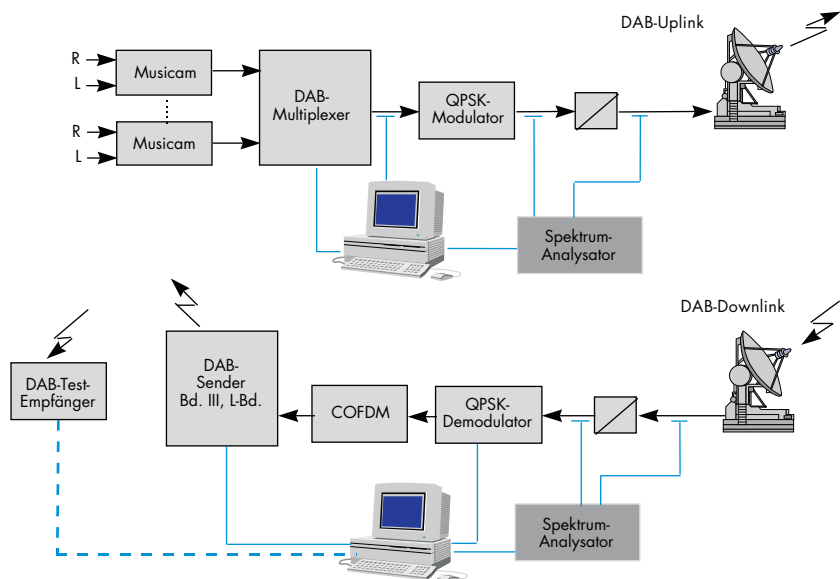 DAB-Uplink
R
L
Musicam
R
L
Musicam
DAB-
Multiplexer
QPSK-
Modulator
Spektrum-
Analysator
DAB-Downlink
DAB-Test-
Empfänger
DAB-
Sender
Bd. III, L-Bd.
COFDM
QPSK-
Demodulator
Spektrum-
Analysator